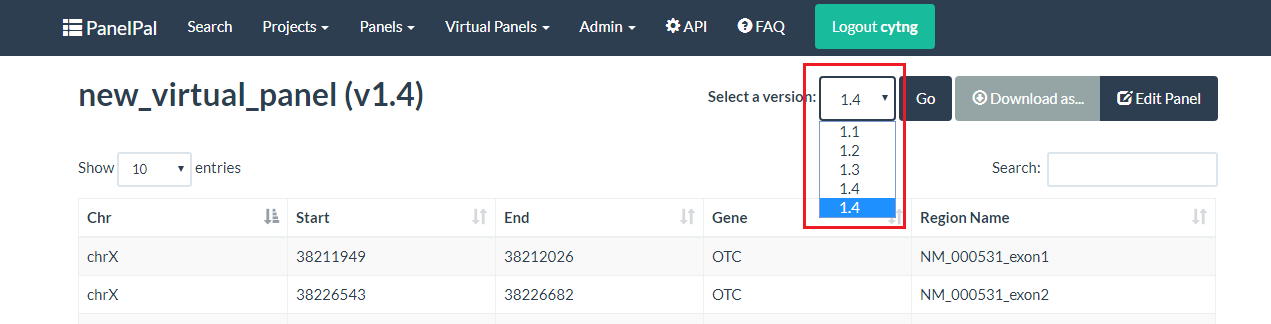 PanelPal Search Projects Panels Virtual Panels Admin API FAQ Logout cytng
new_virtual_panel (v1.4) Select a version: 1.4 Go Download as... Edit Panel
1.1
1.2
1.3
1.4
1.4
Show 10 entries Search:
Chr Start End Gene Region Name
chrX 38211949 38212026 OTC NM_000531_exon1
chrX 38226543 38226682 OTC NM_000531_exon2